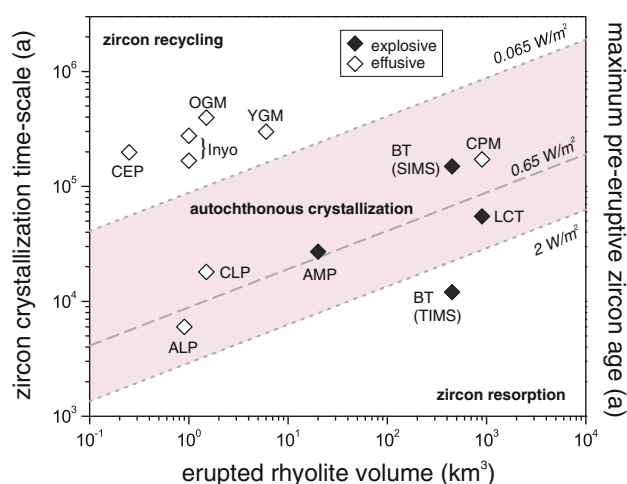 zircon crystallization time-scale (a)
maximum pre-eruptive zircon age (a)
erupted rhyolite volume (km³)
10⁶
10⁵
10⁴
10³
10⁻¹
10⁰
10¹
10²
10³
10⁴
zircon recycling
explosive
effusive
0.065 W/m²
OGM
YGM
} Inyo
CEP
BT
(SIMS)
CPM
0.65 W/m²
autochthonous crystallization
LCT
2 W/m²
CLP
AMP
BT
(TIMS)
ALP
zircon resorption